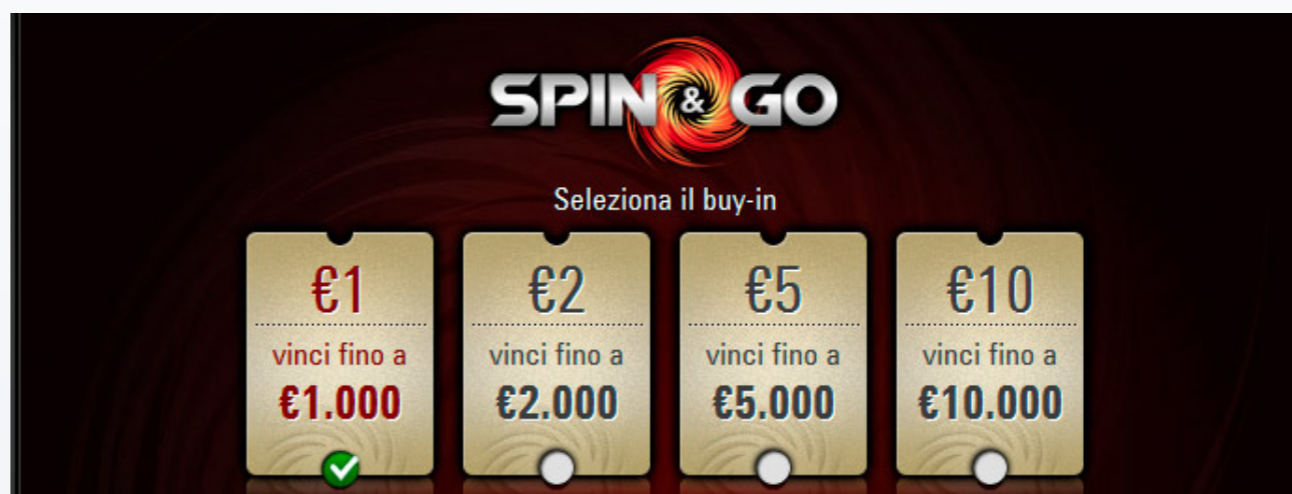 SPIN & GO
Seleziona il buy-in
€1 €2 €5 €10
vinci fino a vinci fino a vinci fino a vinci fino a
€1.000 €2.000 €5.000 €10.000